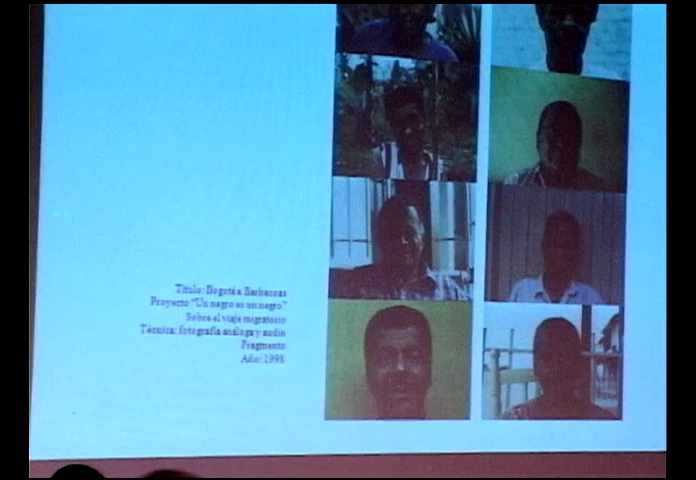 Título: Bogotá a Barbacoas
Proyecto "Un negro es un negro"
Sobre el viaje migratorio
Técnica: fotografía análoga y audio
Fragmento
Año: 1998